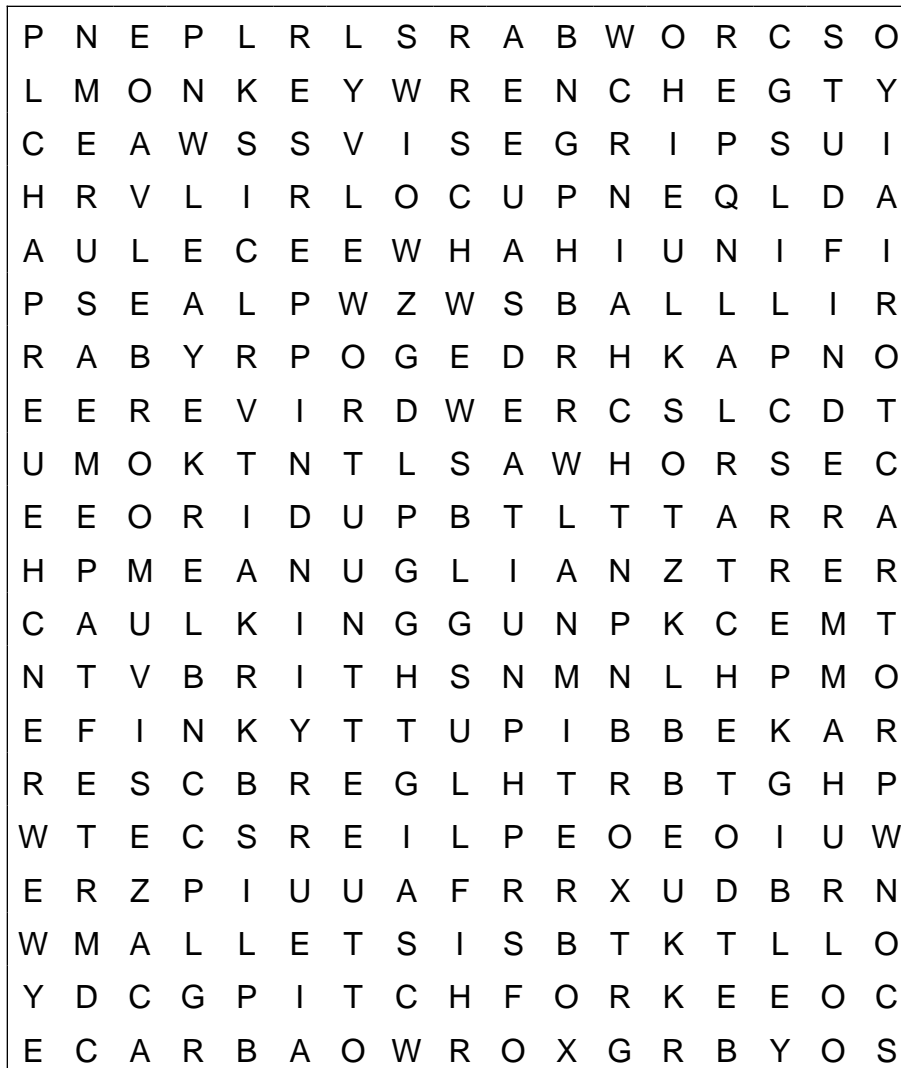 P N E P L R L S R A B W O R C S O
L M O N K E Y W R E N C H E G T Y
C E A W S S V I S E G R I P S U I
H R V L I R L O C U P N E Q L D A
A U L E C E E W H A H I U N I F I
P S E A L P W Z W S B A L L L I R
R A B Y R P O G E D R H K A P N O
E E R E V I R D W E R C S L C D T
U M O K T N T L S A W H O R S E C
E E O R I D U P B T L T T A R R A
H P M E A N U G L I A N Z T R E R
C A U L K I N G G U N P K C E M T
N T V B R I T H S N M N L H P M O
E F I N K Y T T U P I B B E K A R
R E S C B R E G L H T R B T G H P
W T E C S R E I L P E O E O I U W
E R Z P I U U A F R R X U D B R N
W M A L L E T S I S B T K T L L O
Y D C G P I T C H F O R K E E O C
E C A R B A O W R O X G R B Y O S